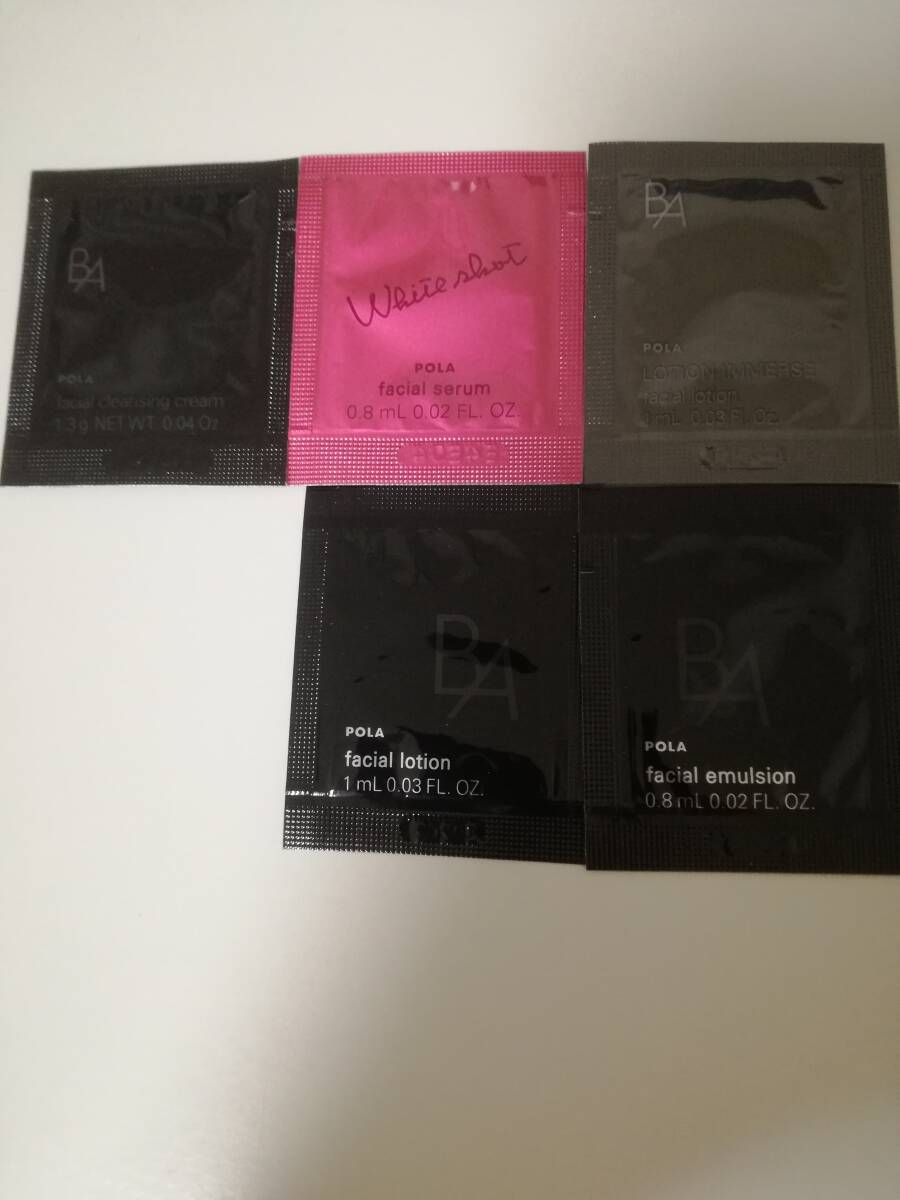 BA
POLA
facial cleansing cream
1.3g NET WT. 0.04 Oz.
White shot
POLA
facial serum
0.8 mL 0.02 FL. OZ.
BA
POLA
LOTION IMMERSE
facial lotion
1 mL 0.03 FL. OZ.
BA
POLA
facial lotion
1 mL 0.03 FL. OZ.
BA
POLA
facial emulsion
0.8 mL 0.02 FL. OZ.